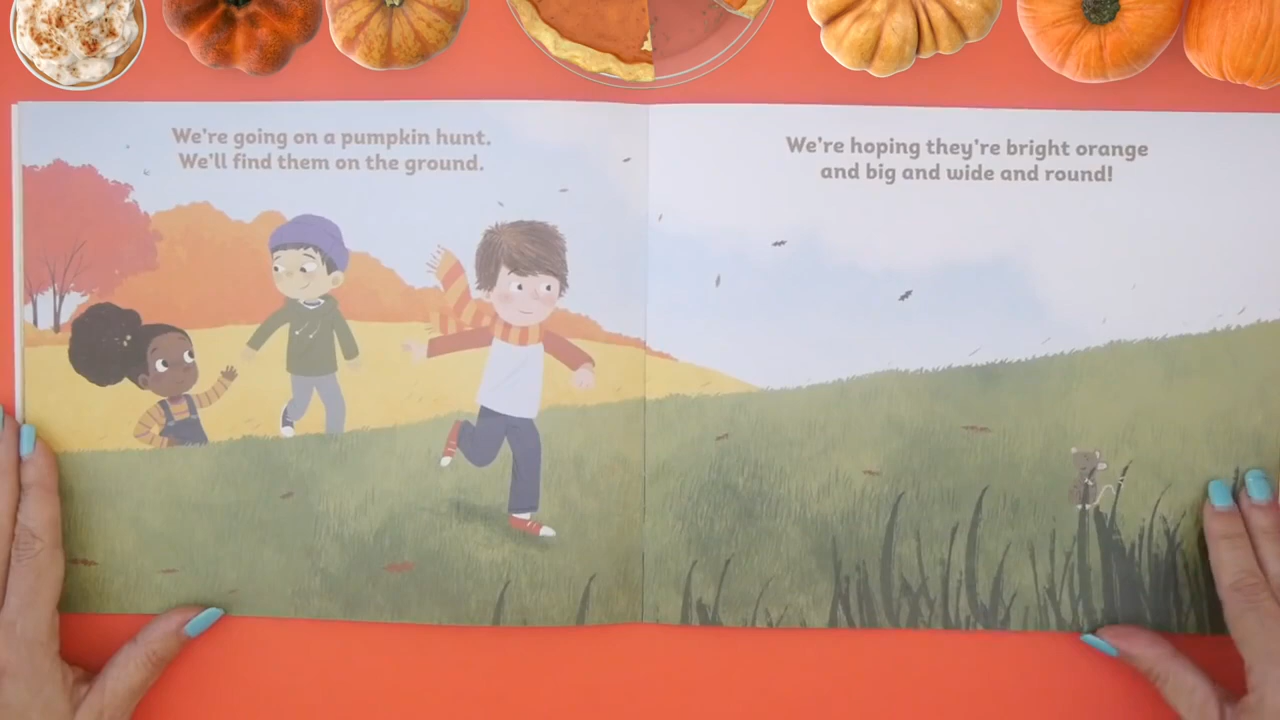 We're going on a pumpkin hunt.
We'll find them on the ground.
We're hoping they're bright orange
and big and wide and round!